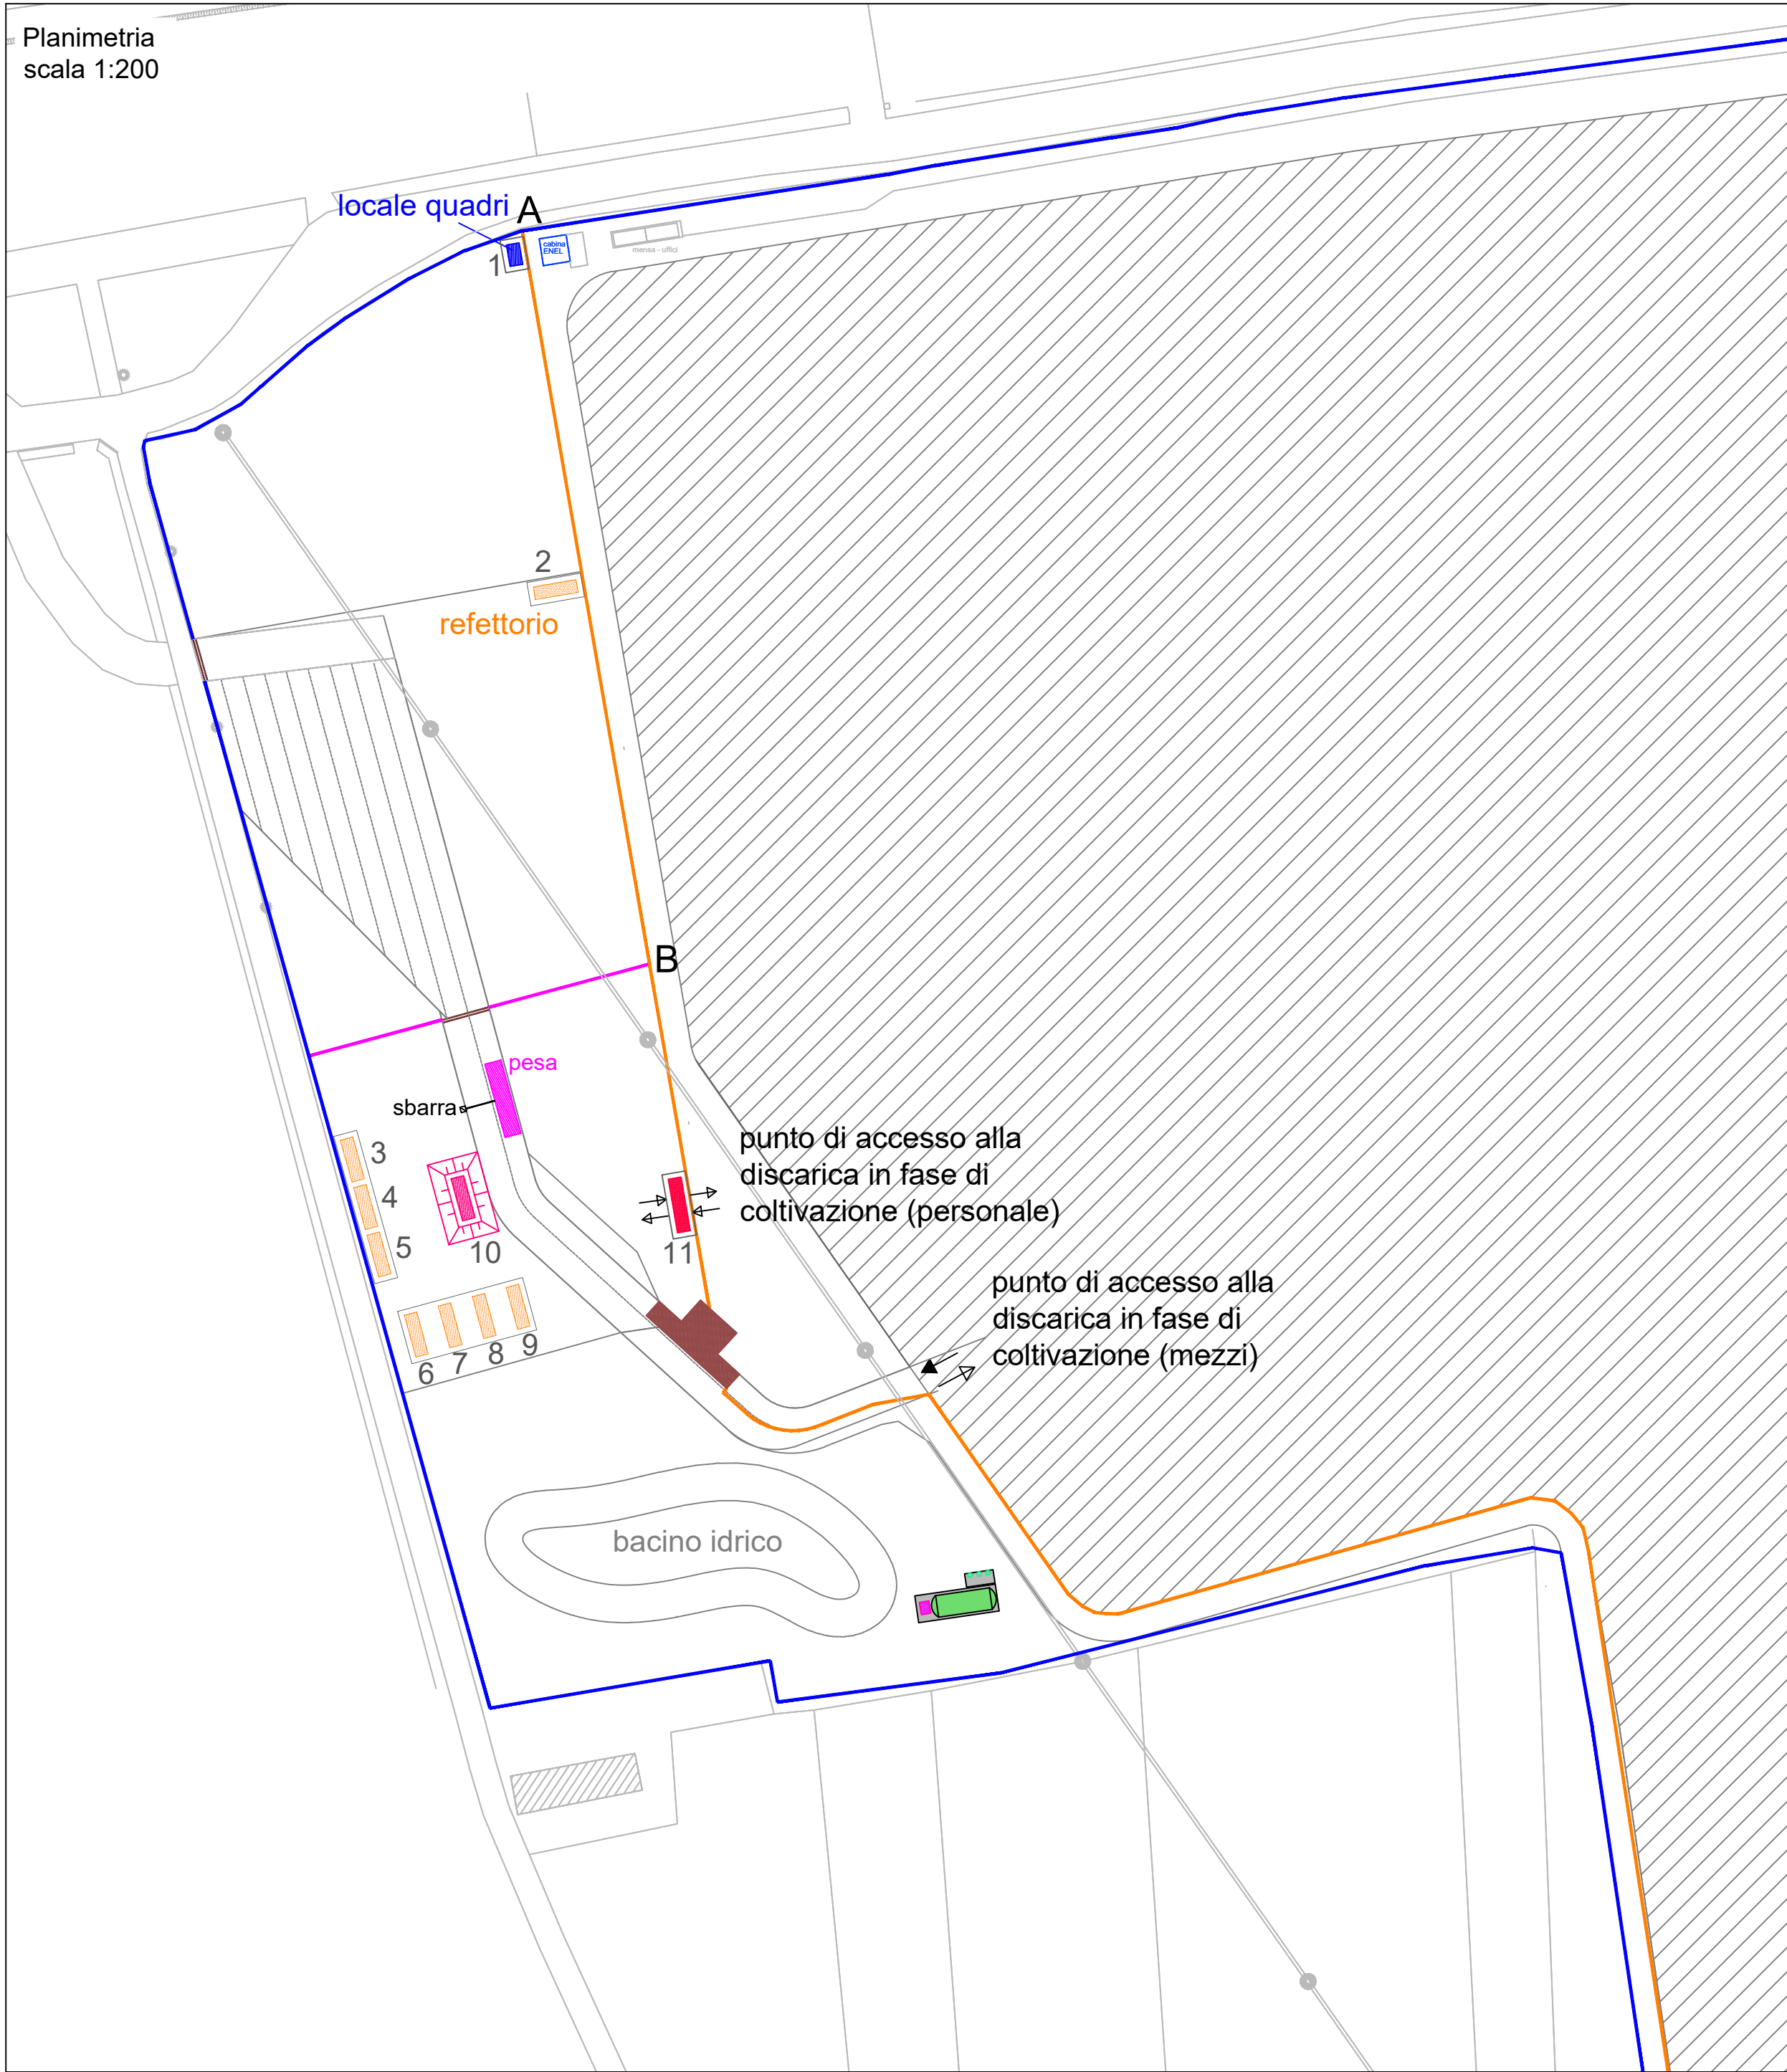 Planimetria
scala 1:200
locale quadri
A
1
cabina
ENEL
mensa - uffici
2
refettorio
B
pesa
sbarra
3
4
5
10
11
punto di accesso alla
discarica in fase di
coltivazione (personale)
6
7
8
9
punto di accesso alla
discarica in fase di
coltivazione (mezzi)
bacino idrico